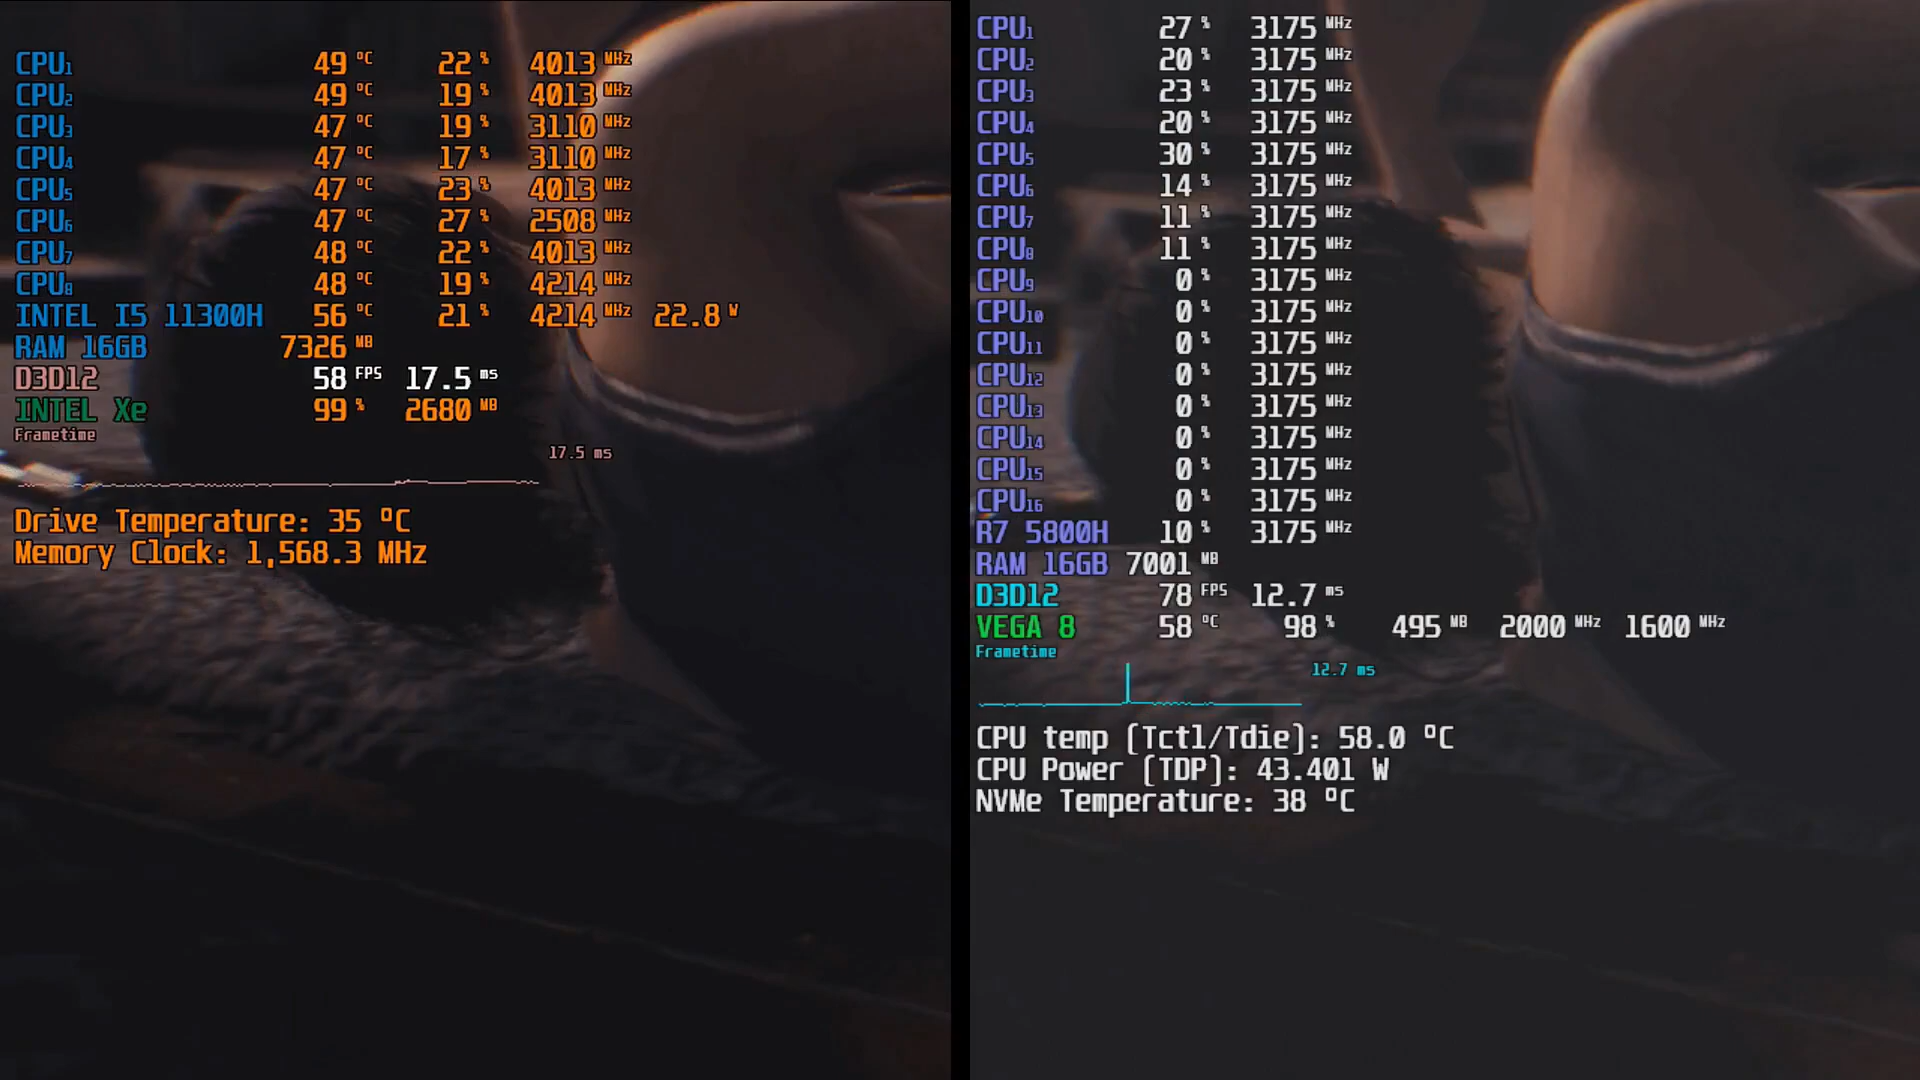 CPU1 49 °C 22 % 4013 MHz
CPU2 49 °C 19 % 4013 MHz
CPU3 47 °C 19 % 3110 MHz
CPU4 47 °C 17 % 3110 MHz
CPU5 47 °C 23 % 4013 MHz
CPU6 47 °C 27 % 2508 MHz
CPU7 48 °C 22 % 4013 MHz
CPU8 48 °C 19 % 4214 MHz
INTEL I5 11300H 56 °C 21 % 4214 MHz 22.8 W
RAM 16GB 7326 MB
D3D12 58 FPS 17.5 ms
INTEL Xe 99 % 2680 MB
Frametime
17.5 ms
Drive Temperature: 35 °C
Memory Clock: 1,568.3 MHz
CPU1 27 % 3175 MHz
CPU2 20 % 3175 MHz
CPU3 23 % 3175 MHz
CPU4 20 % 3175 MHz
CPU5 30 % 3175 MHz
CPU6 14 % 3175 MHz
CPU7 11 % 3175 MHz
CPU8 11 % 3175 MHz
CPU9 0 % 3175 MHz
CPU10 0 % 3175 MHz
CPU11 0 % 3175 MHz
CPU12 0 % 3175 MHz
CPU13 0 % 3175 MHz
CPU14 0 % 3175 MHz
CPU15 0 % 3175 MHz
CPU16 0 % 3175 MHz
R7 5800H 10 % 3175 MHz
RAM 16GB 7001 MB
D3D12 78 FPS 12.7 ms
VEGA 8 58 °C 98 % 495 MB 2000 MHz 1600 MHz
Frametime
12.7 ms
CPU temp (Tctl/Tdie): 58.0 °C
CPU Power (TDP): 43.401 W
NVMe Temperature: 38 °C